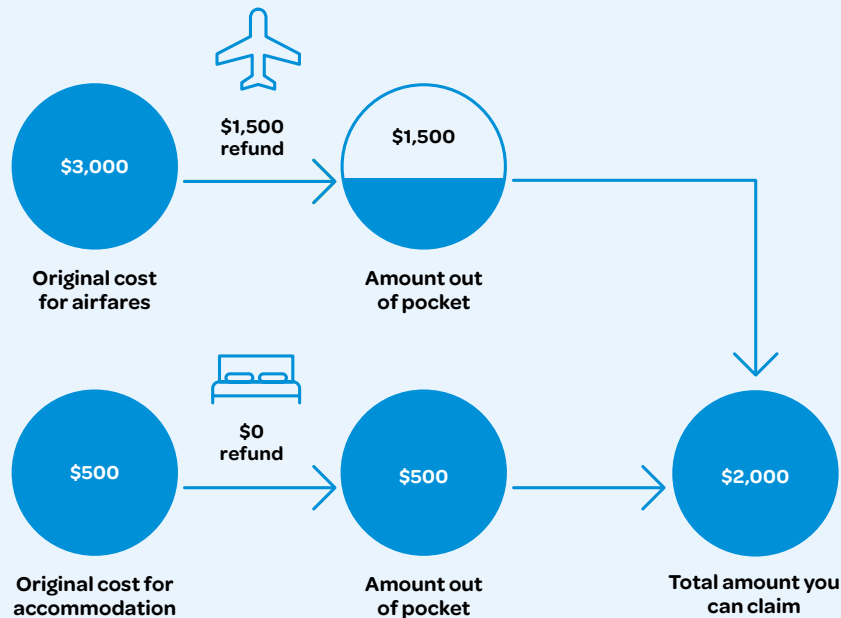 $1,500
refund
$3,000
$1,500
Original cost
for airfares
Amount out
of pocket
$0
refund
$500
$500
$2,000
Original cost for
accommodation
Amount out
of pocket
Total amount you
can claim